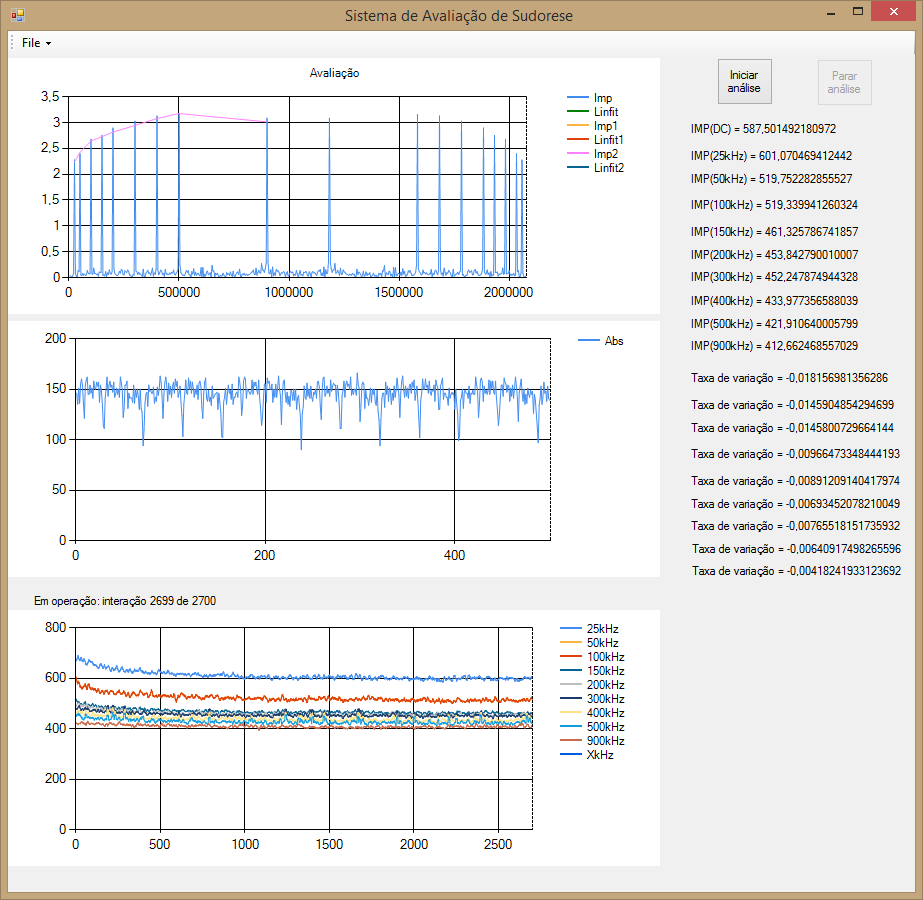 Sistema de Avaliação de Sudorese
File
Avaliação
3,5
3
2,5
2
1,5
1
0,5
0
0 500000 1000000 1500000 2000000
Imp
Linfit
Imp1
Linfit1
Imp2
Linfit2
Iniciar análise
Parar análise
IMP(DC) = 587,501492180972
IMP(25kHz) = 601,070469412442
IMP(50kHz) = 519,752282855527
IMP(100kHz) = 519,339941260324
IMP(150kHz) = 461,325786741857
IMP(200kHz) = 453,842790010007
IMP(300kHz) = 452,247874944328
IMP(400kHz) = 433,977356588039
IMP(500kHz) = 421,910640005799
IMP(900kHz) = 412,662468557029
Taxa de variação = -0,018156981356286
Taxa de variação = -0,0145904854294699
Taxa de variação = -0,0145800729664144
Taxa de variação = -0,00966473348444193
Taxa de variação = -0,00891209140417974
Taxa de variação = -0,00693452078210049
Taxa de variação = -0,00765518151735932
Taxa de variação = -0,00640917498265596
Taxa de variação = -0,00418241933123692
200
150
100
50
0
0 200 400
Abs
Em operação: interação 2699 de 2700
800
600
400
200
0
0 500 1000 1500 2000 2500
25kHz
50kHz
100kHz
150kHz
200kHz
300kHz
400kHz
500kHz
900kHz
XkHz